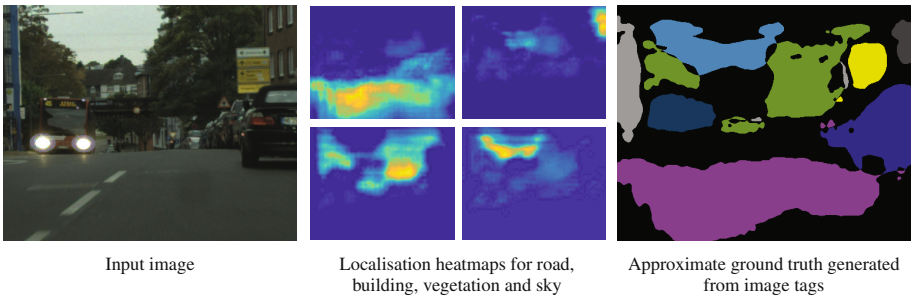 Input image
Localisation heatmaps for road,
building, vegetation and sky
Approximate ground truth generated
from image tags